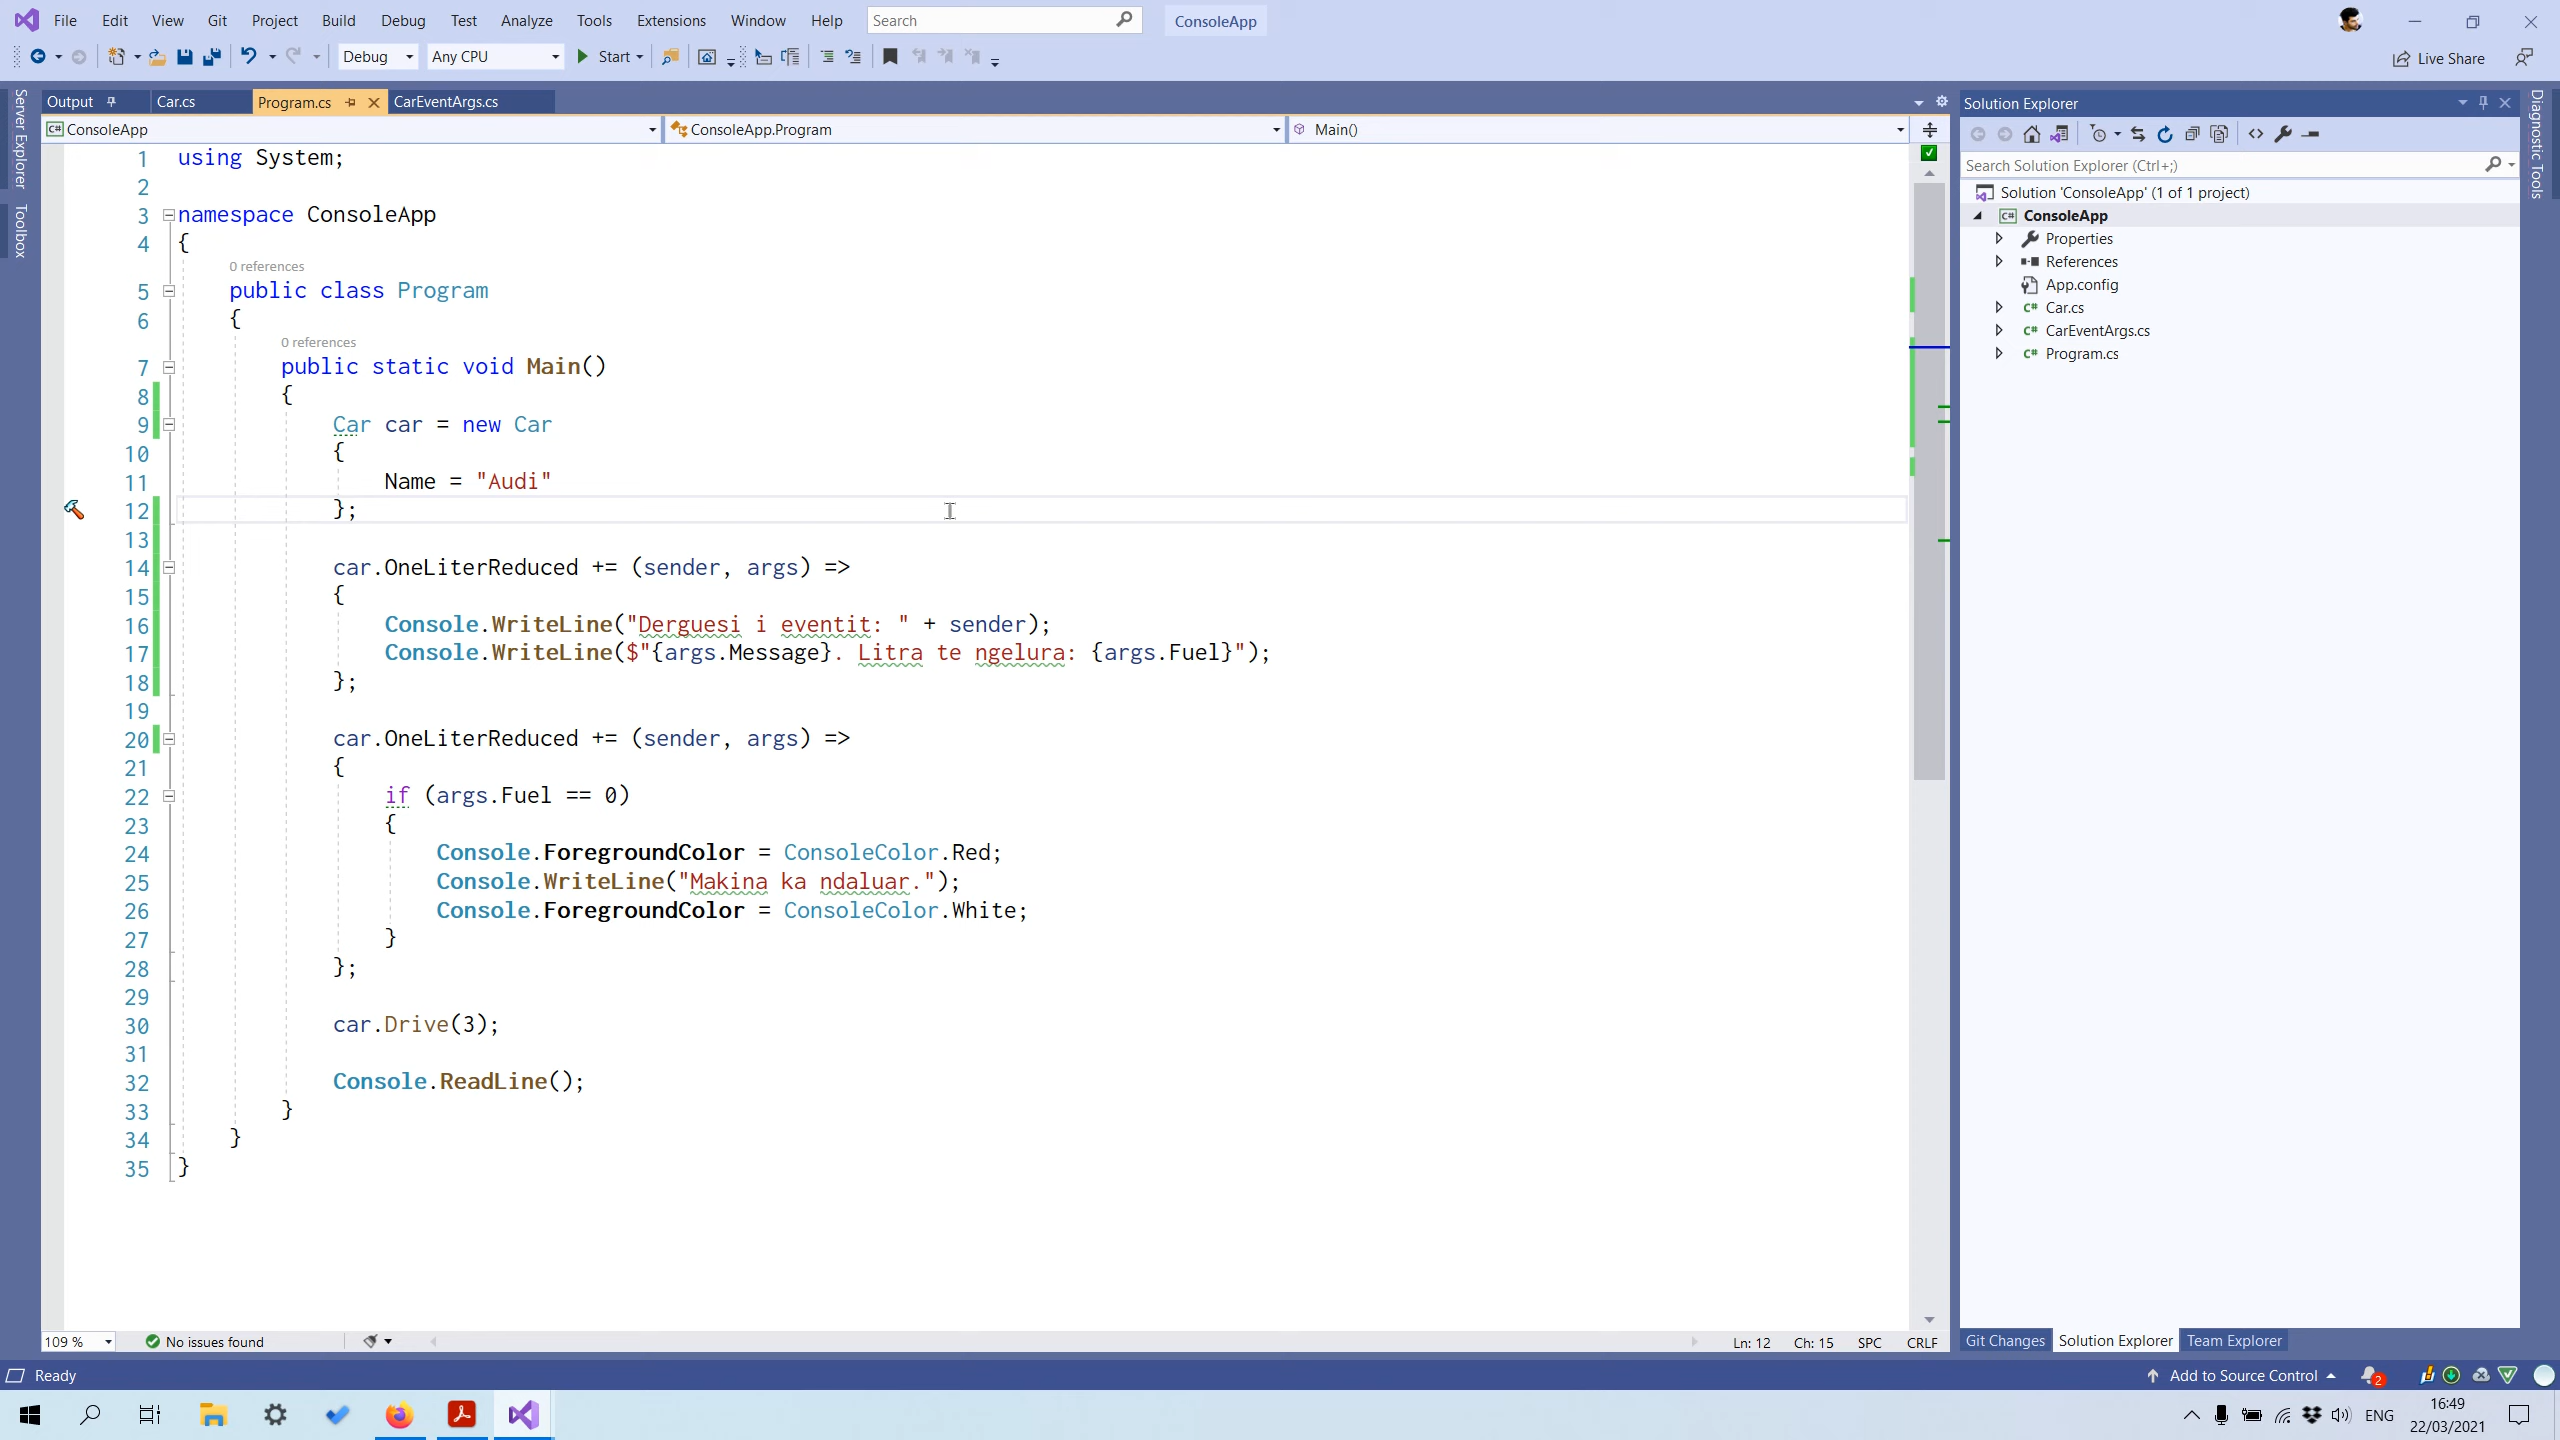 File Edit View Git Project Build Debug Test Analyze Tools Extensions Window Help Search ConsoleApp
Debug Any CPU Start Live Share
Server Explorer
Toolbox
Output Car.cs Program.cs CarEventArgs.cs
ConsoleApp ConsoleApp.Program Main()
1 using System;
2
3 namespace ConsoleApp
4 {
0 references
5 public class Program
6 {
0 references
7 public static void Main()
8 {
9 Car car = new Car
10 {
11 Name = "Audi"
12 };
13
14 car.OneLiterReduced += (sender, args) =>
15 {
16 Console.WriteLine("Derguesi i eventit: " + sender);
17 Console.WriteLine($"{args.Message}. Litra te ngelura: {args.Fuel}");
18 };
19
20 car.OneLiterReduced += (sender, args) =>
21 {
22 if (args.Fuel == 0)
23 {
24 Console.ForegroundColor = ConsoleColor.Red;
25 Console.WriteLine("Makina ka ndaluar.");
26 Console.ForegroundColor = ConsoleColor.White;
27 }
28 };
29
30 car.Drive(3);
31
32 Console.ReadLine();
33 }
34 }
35 }
109 % No issues found Ln: 12 Ch: 15 SPC CRLF
Solution Explorer
Search Solution Explorer (Ctrl+;)
Solution 'ConsoleApp' (1 of 1 project)
C# ConsoleApp
Properties
References
App.config
C# Car.cs
C# CarEventArgs.cs
C# Program.cs
Git Changes Solution Explorer Team Explorer
Diagnostic Tools
Ready Add to Source Control 2
ENG 16:49
22/03/2021